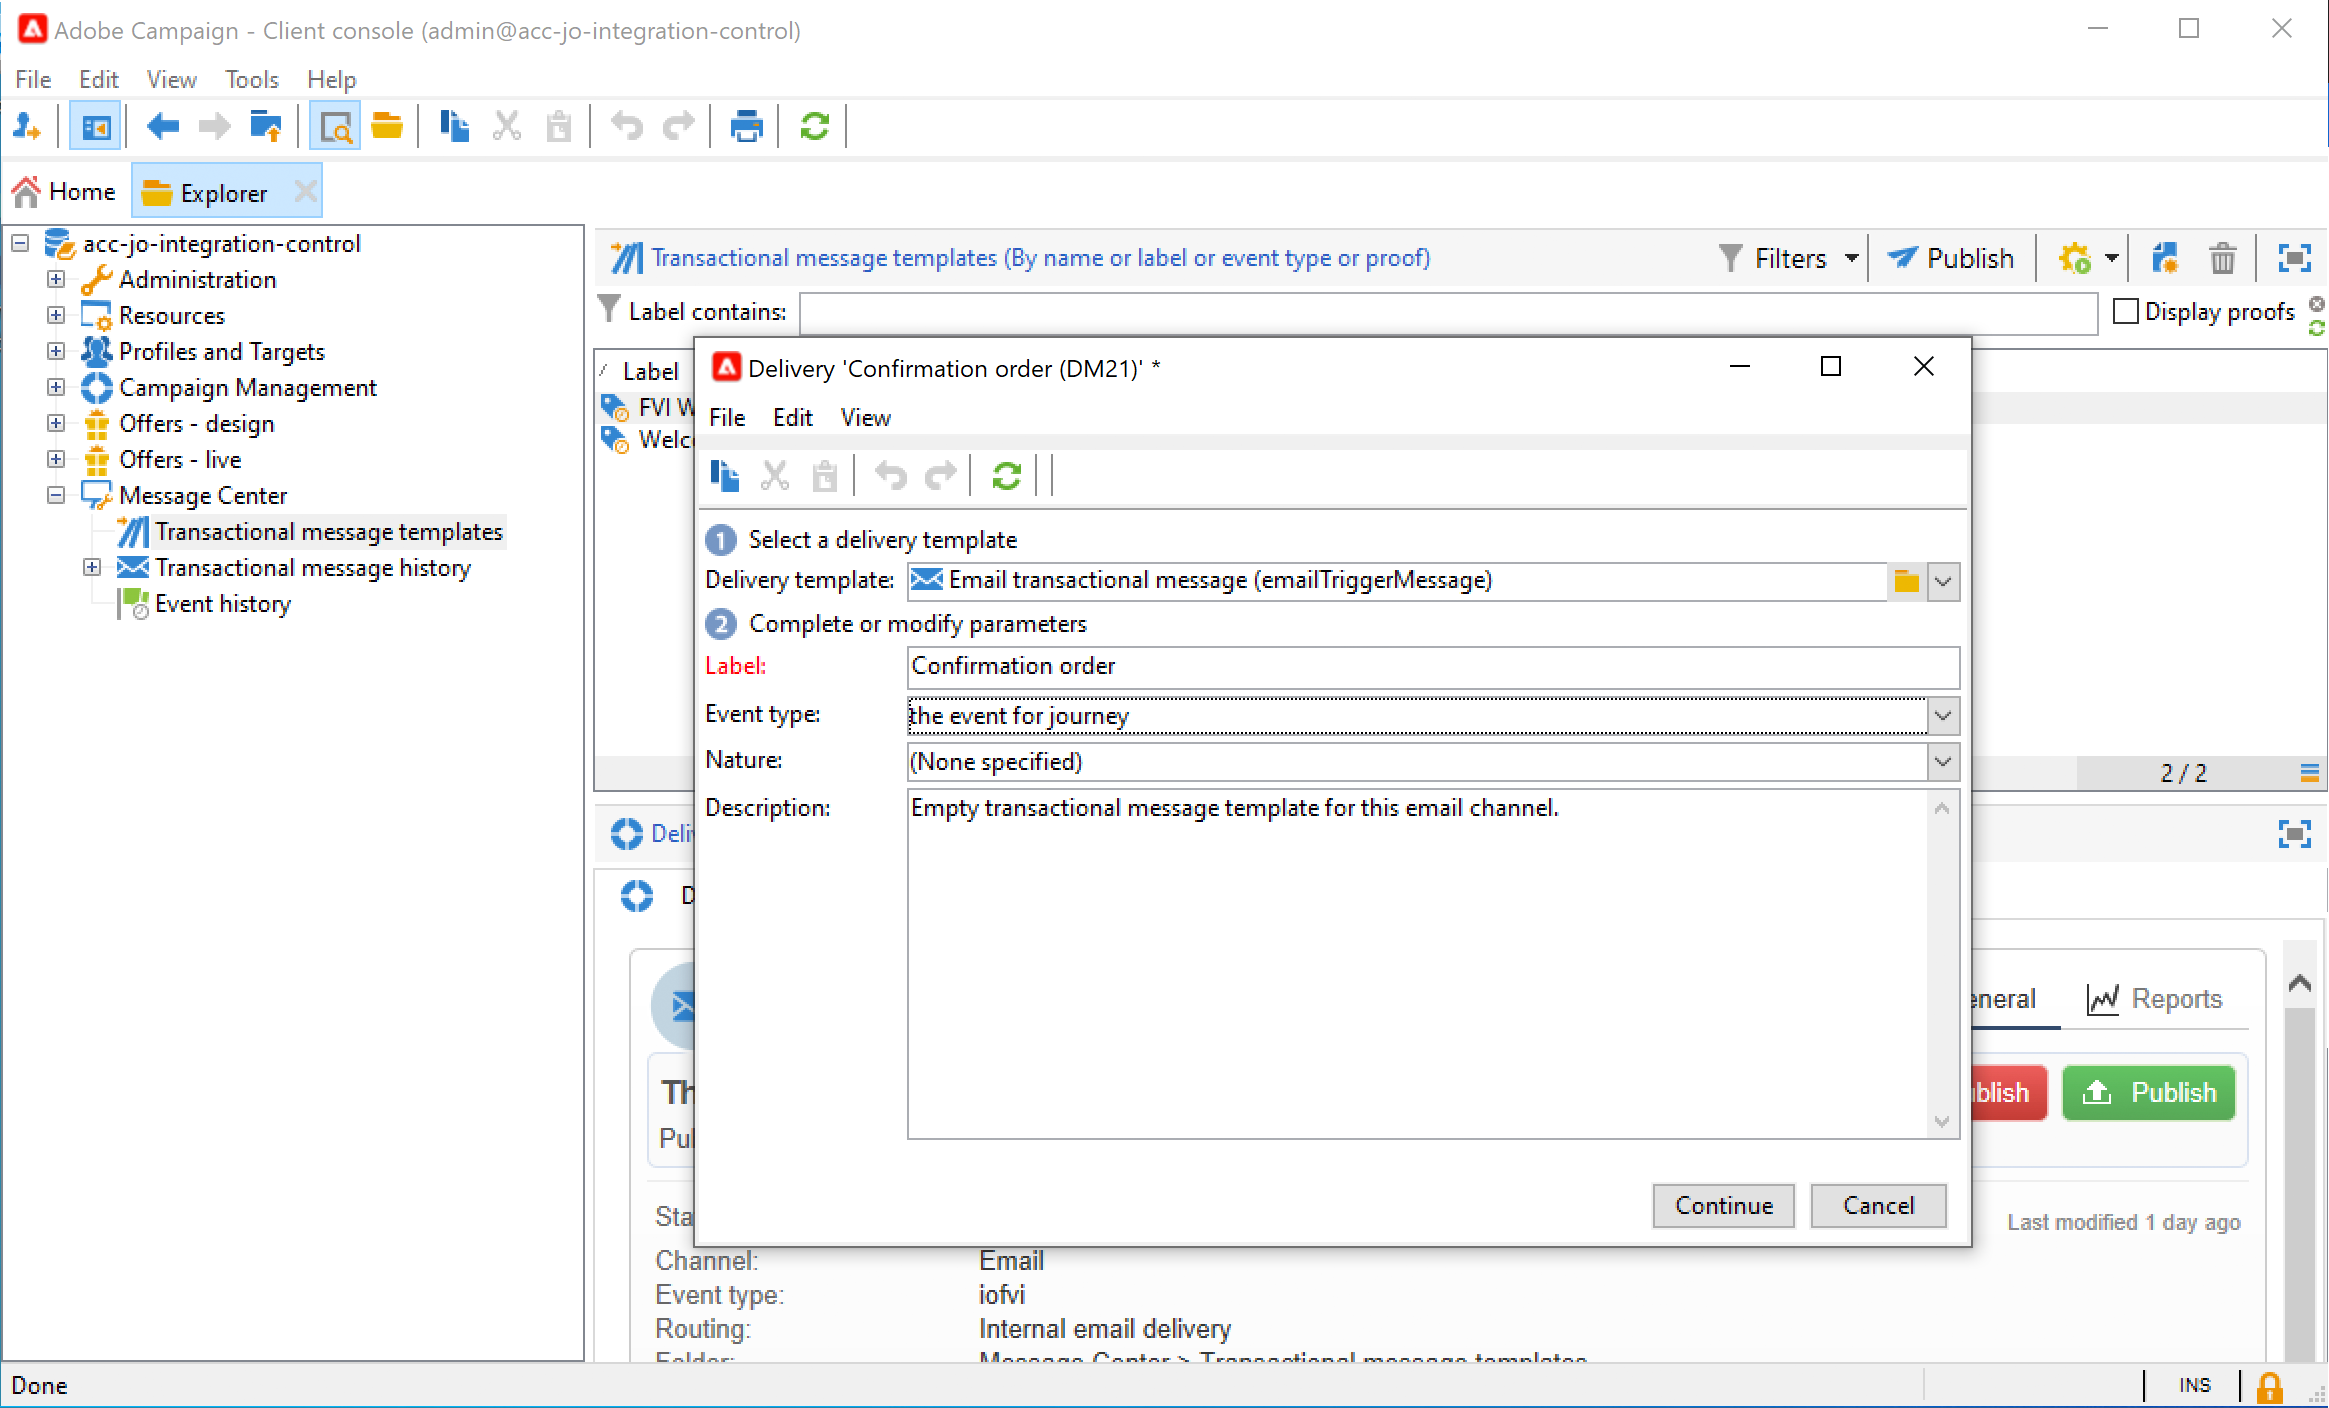 Adobe Campaign - Client console (admin@acc-jo-integration-control)
File Edit View Tools Help
Home Explorer
acc-jo-integration-control
Administration
Resources
Profiles and Targets
Campaign Management
Offers - design
Offers - live
Message Center
Transactional message templates
Transactional message history
Event history
Transactional message templates (By name or label or event type or proof)
Filters Publish
Label contains: Display proofs
Label
FVI W
Welc
2 / 2
Deli
D
Delivery 'Confirmation order (DM21)' *
File Edit View
1 Select a delivery template
Delivery template: Email transactional message (emailTriggerMessage)
2 Complete or modify parameters
Label: Confirmation order
Event type: the event for journey
Nature: (None specified)
Description: Empty transactional message template for this email channel.
Continue Cancel
eneral Reports
Th
Pul
blish Publish
Sta
Last modified 1 day ago
Channel: Email
Event type: iofvi
Routing: Internal email delivery
Folder: Message Center > Transactional message templates
Done INS